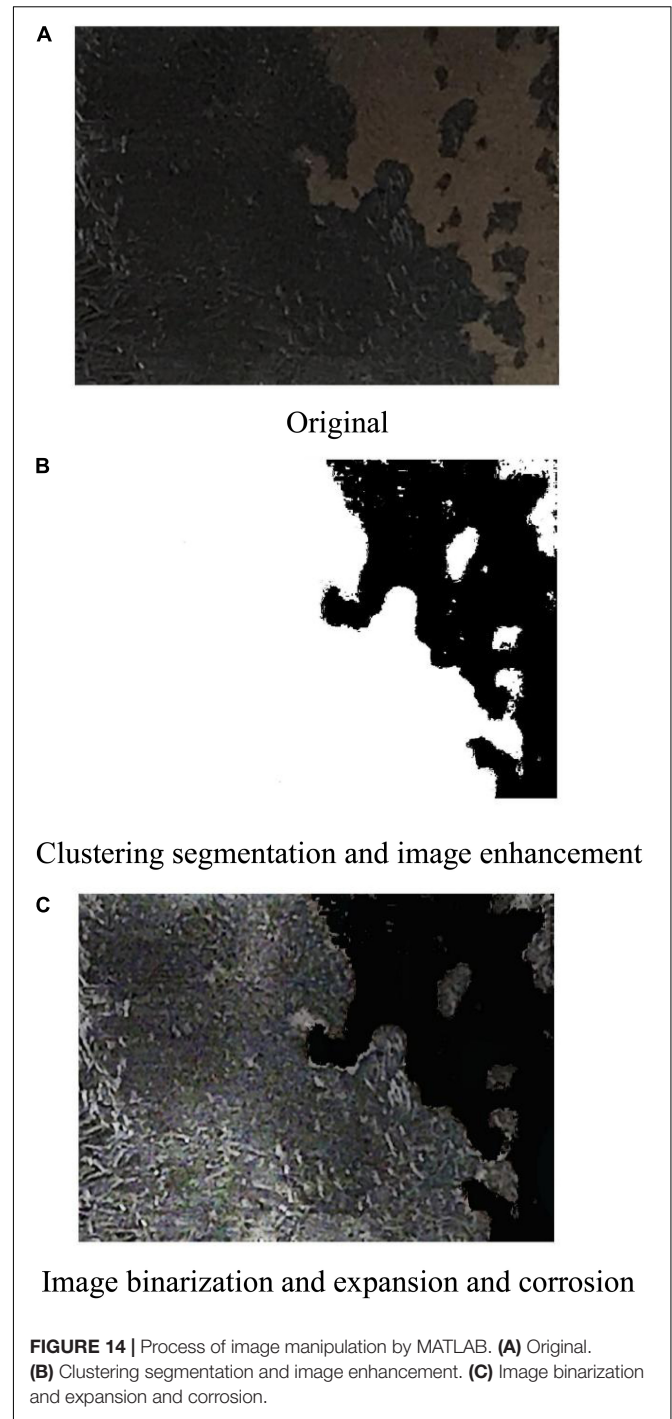 A
Original
B
Clustering segmentation and image enhancement
C
Image binarization and expansion and corrosion
FIGURE 14 | Process of image manipulation by MATLAB. (A) Original.
(B) Clustering segmentation and image enhancement. (C) Image binarization
and expansion and corrosion.